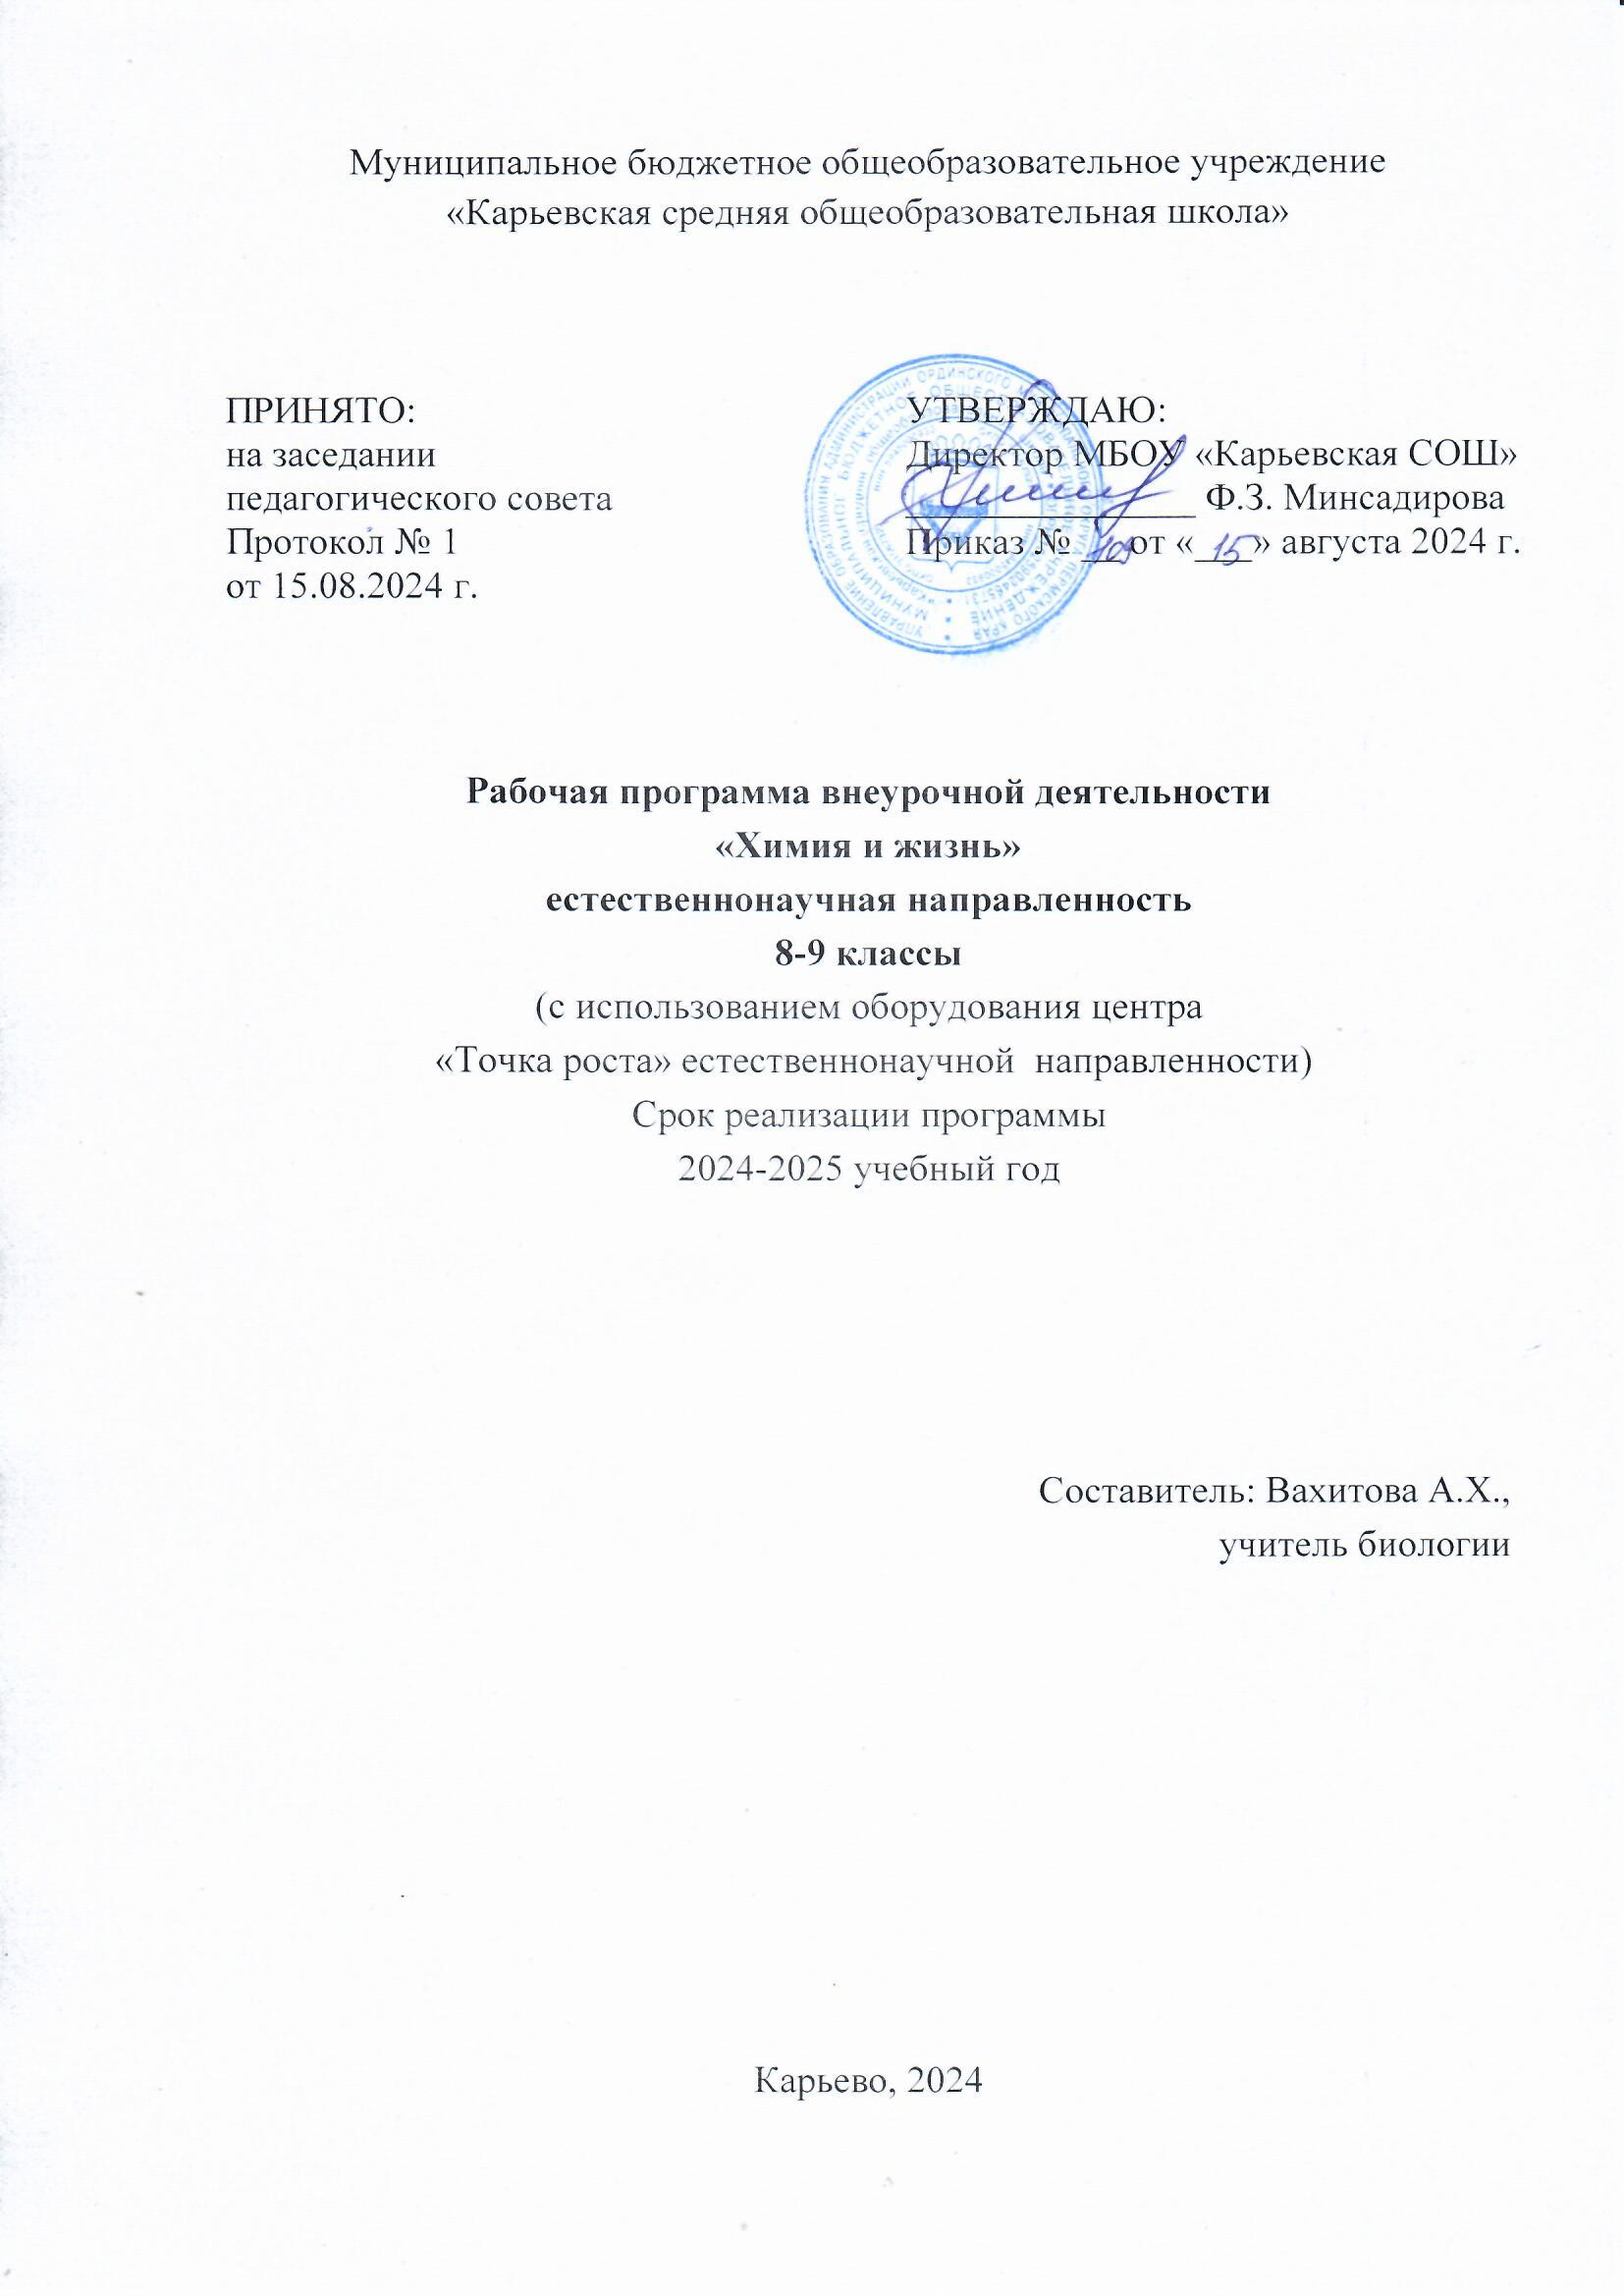 Муниципальное бюджетное общеобразовательное учреждение
«Карьевская средняя общеобразовательная школа»
ПРИНЯТО:
на заседании
педагогического совета
Протокол № 1
от 15.08.2024 г.
УТВЕРЖДАЮ:
Директор МБОУ «Карьевская СОШ»
_______________ Ф.З. Минсадирова
Приказ № 109 от «15» августа 2024 г.
Рабочая программа внеурочной деятельности
«Химия и жизнь»
естественнонаучная направленность
8-9 классы
(с использованием оборудования центра
«Точка роста» естественнонаучной направленности)
Срок реализации программы
2024-2025 учебный год
Составитель: Вахитова А.Х.,
учитель биологии
Карьево, 2024